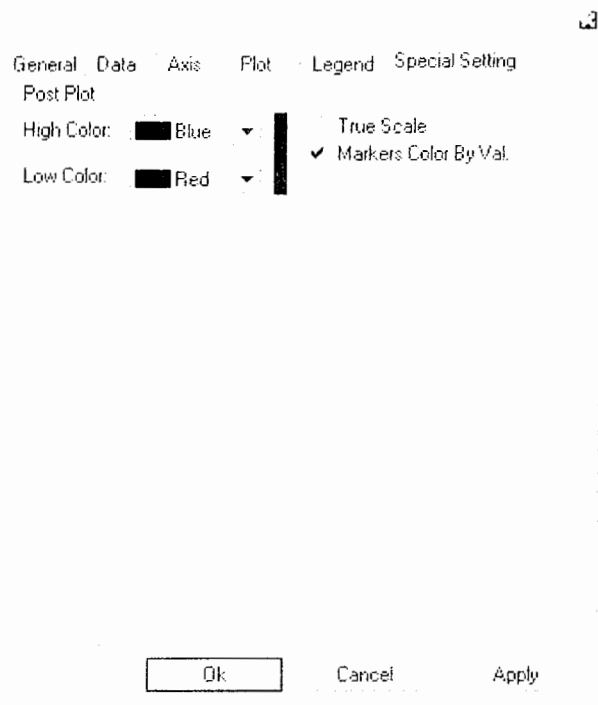 General Data Axis Plot Legend Special Setting
Post Plot
High Color: Blue
True Scale
Markers Color By Val.
Low Color: Red
Ok Cancel Apply